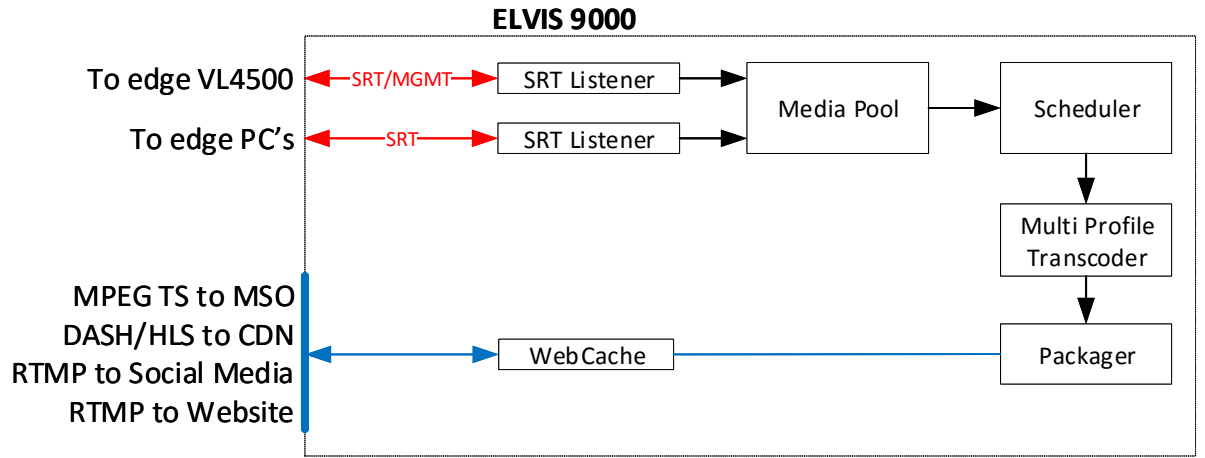 ELVIS 9000
To edge VL4500
SRT/MGMT
SRT Listener
Media Pool
Scheduler
To edge PC's
SRT
SRT Listener
Multi Profile
Transcoder
MPEG TS to MSO
DASH/HLS to CDN
RTMP to Social Media
RTMP to Website
WebCache
Packager